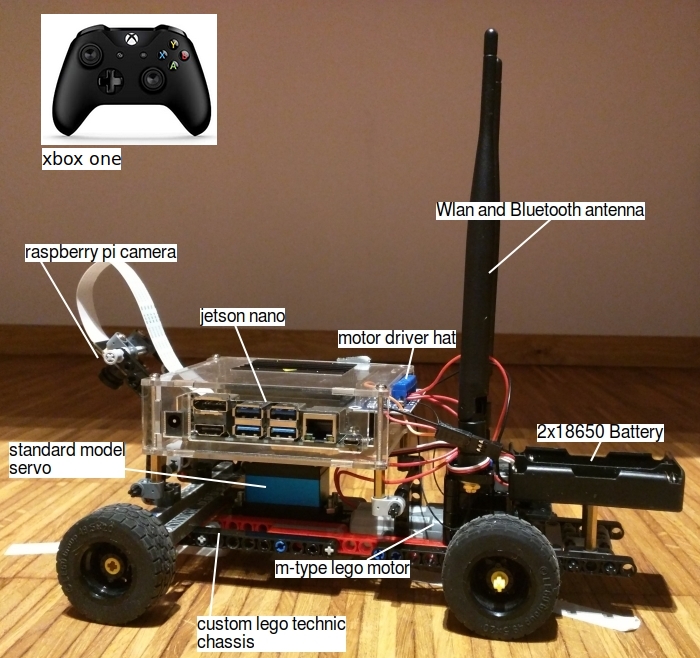 Y
X
B
A
xbox one
Wlan and Bluetooth antenna
raspberry pi camera
jetson nano
motor driver hat
2x18650 Battery
standard model
servo
m-type lego motor
custom lego technic
chassis